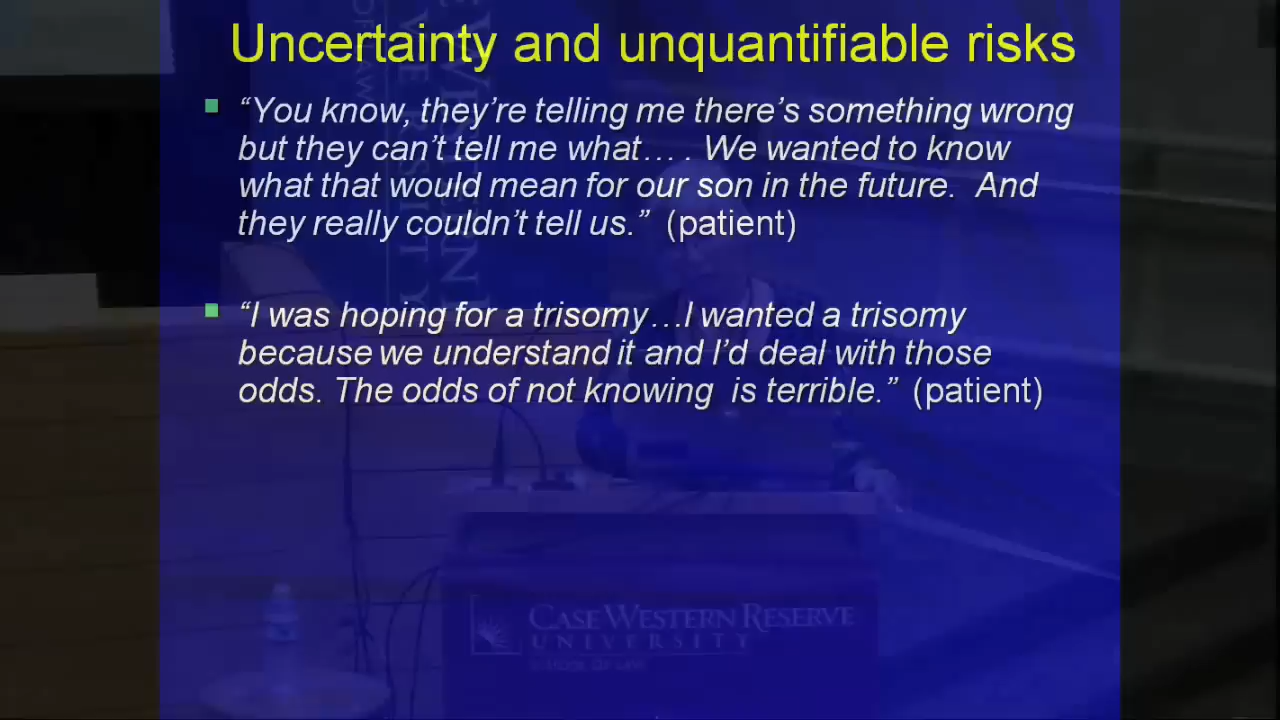 Uncertainty and unquantifiable risks
“You know, they’re telling me there’s something wrong
but they can’t tell me what… . We wanted to know
what that would mean for our son in the future. And
they really couldn’t tell us.” (patient)
“I was hoping for a trisomy…I wanted a trisomy
because we understand it and I’d deal with those
odds. The odds of not knowing is terrible.” (patient)
CASE WESTERN RESERVE
UNIVERSITY
SCHOOL OF LAW